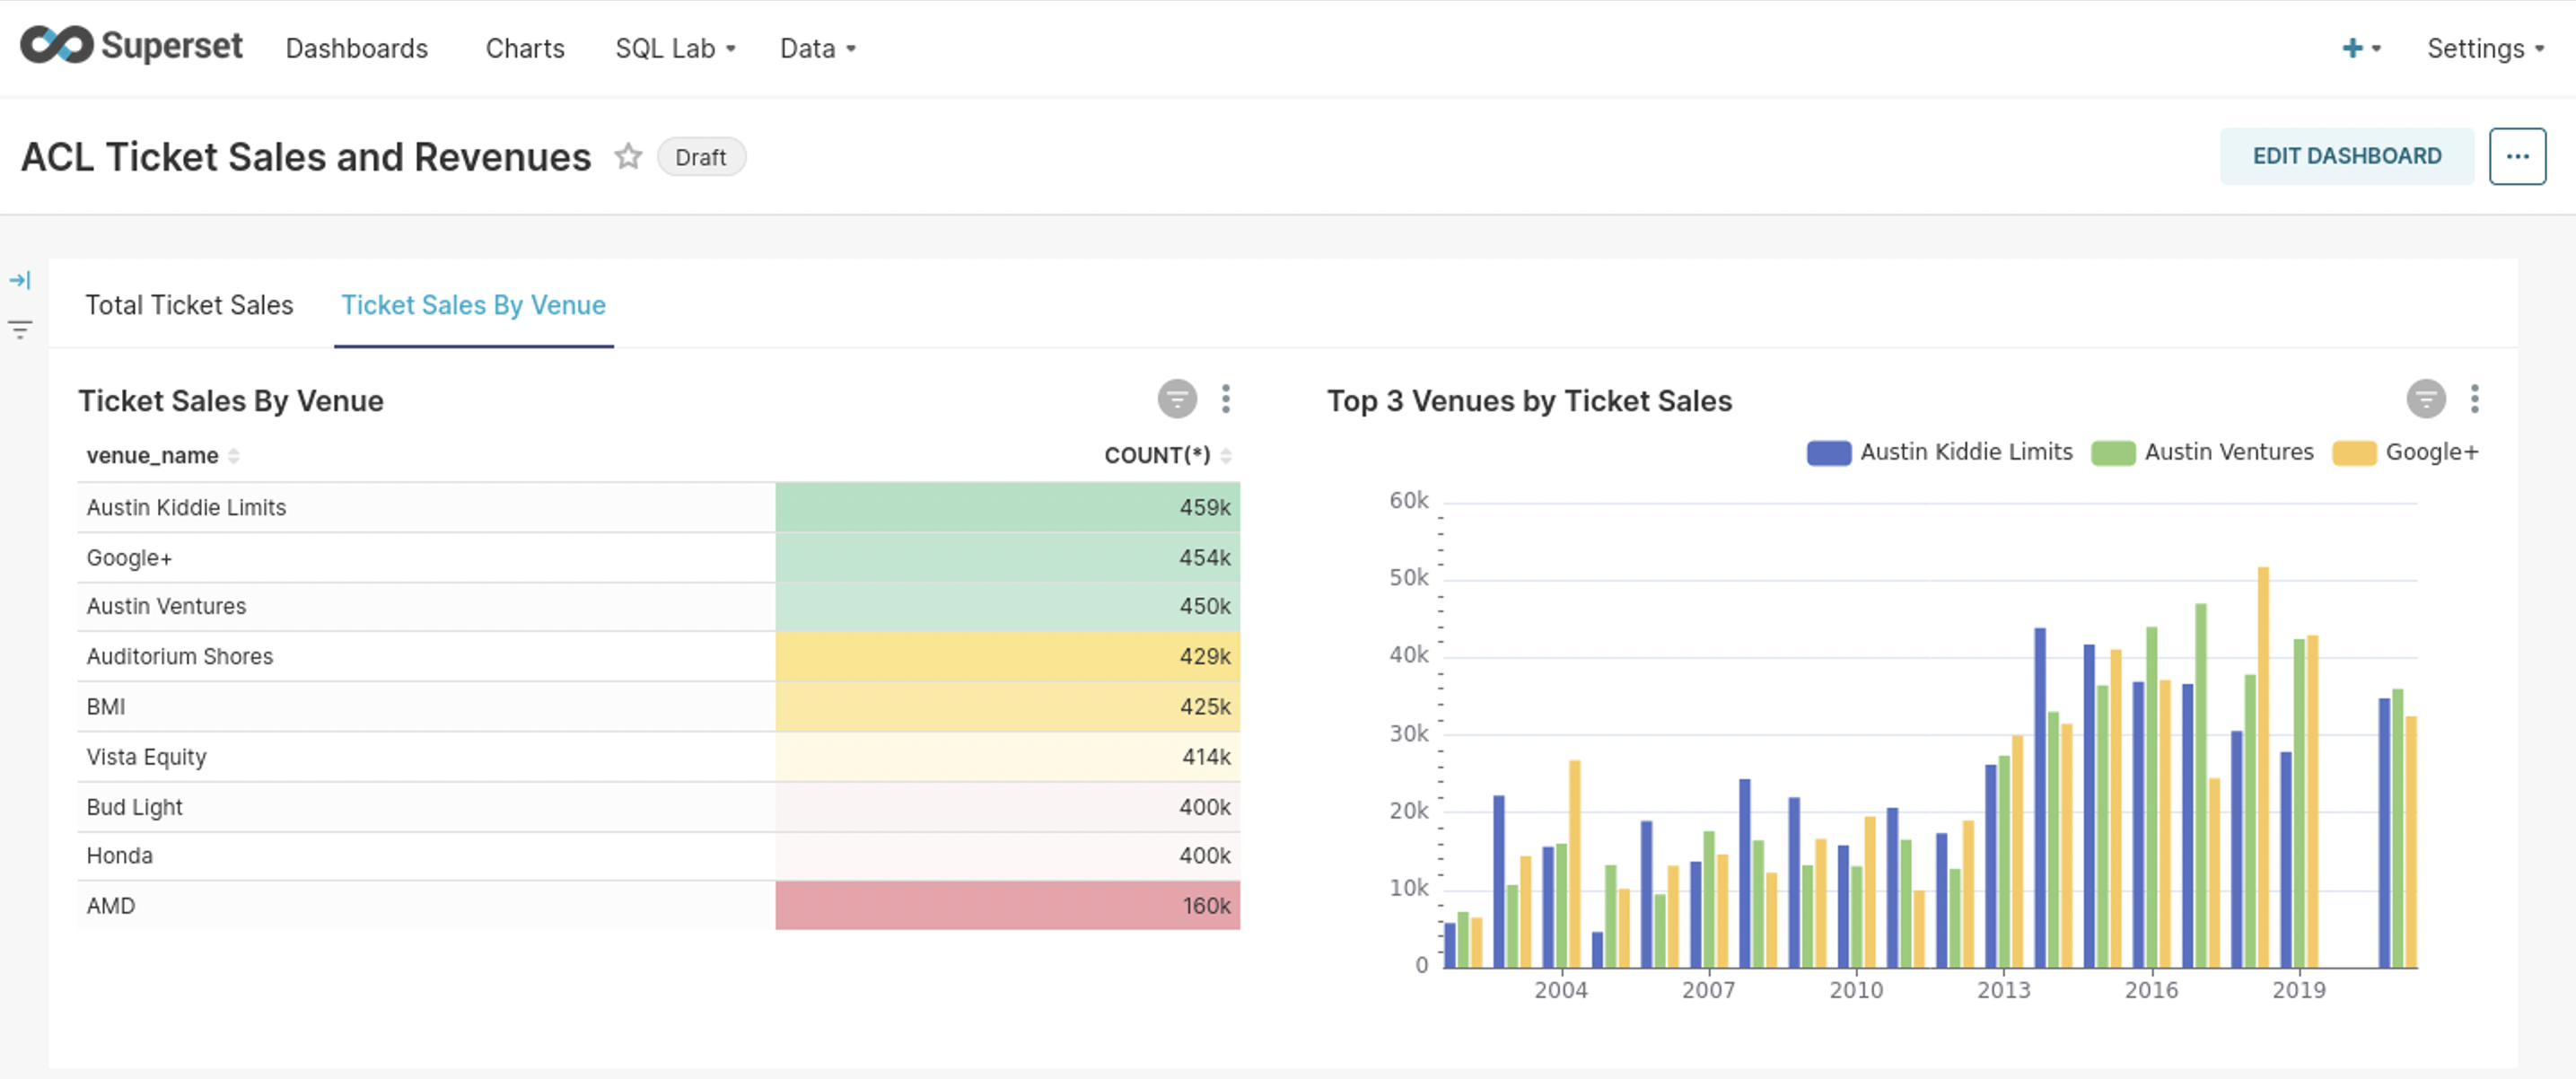 Superset Dashboards Charts SQL Lab Data Settings
ACL Ticket Sales and Revenues Draft EDIT DASHBOARD
Total Ticket Sales Ticket Sales By Venue
Ticket Sales By Venue
venue_name COUNT(*)
Austin Kiddie Limits 459k
Google+ 454k
Austin Ventures 450k
Auditorium Shores 429k
BMI 425k
Vista Equity 414k
Bud Light 400k
Honda 400k
AMD 160k
Top 3 Venues by Ticket Sales
Austin Kiddie Limits Austin Ventures Google+
60k
50k
40k
30k
20k
10k
0
2004 2007 2010 2013 2016 2019